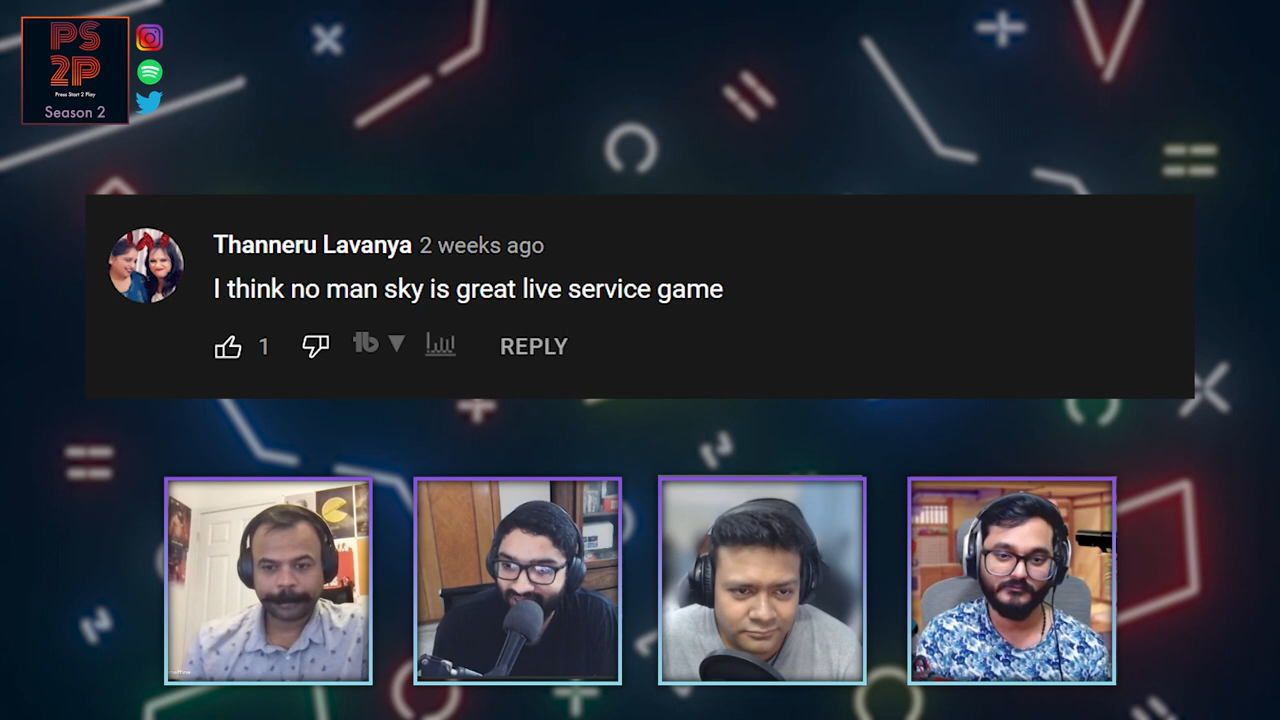 PS
2P
Press Start 2 Play
Season 2
Thanneru Lavanya 2 weeks ago
I think no man sky is great live service game
1 tb REPLY